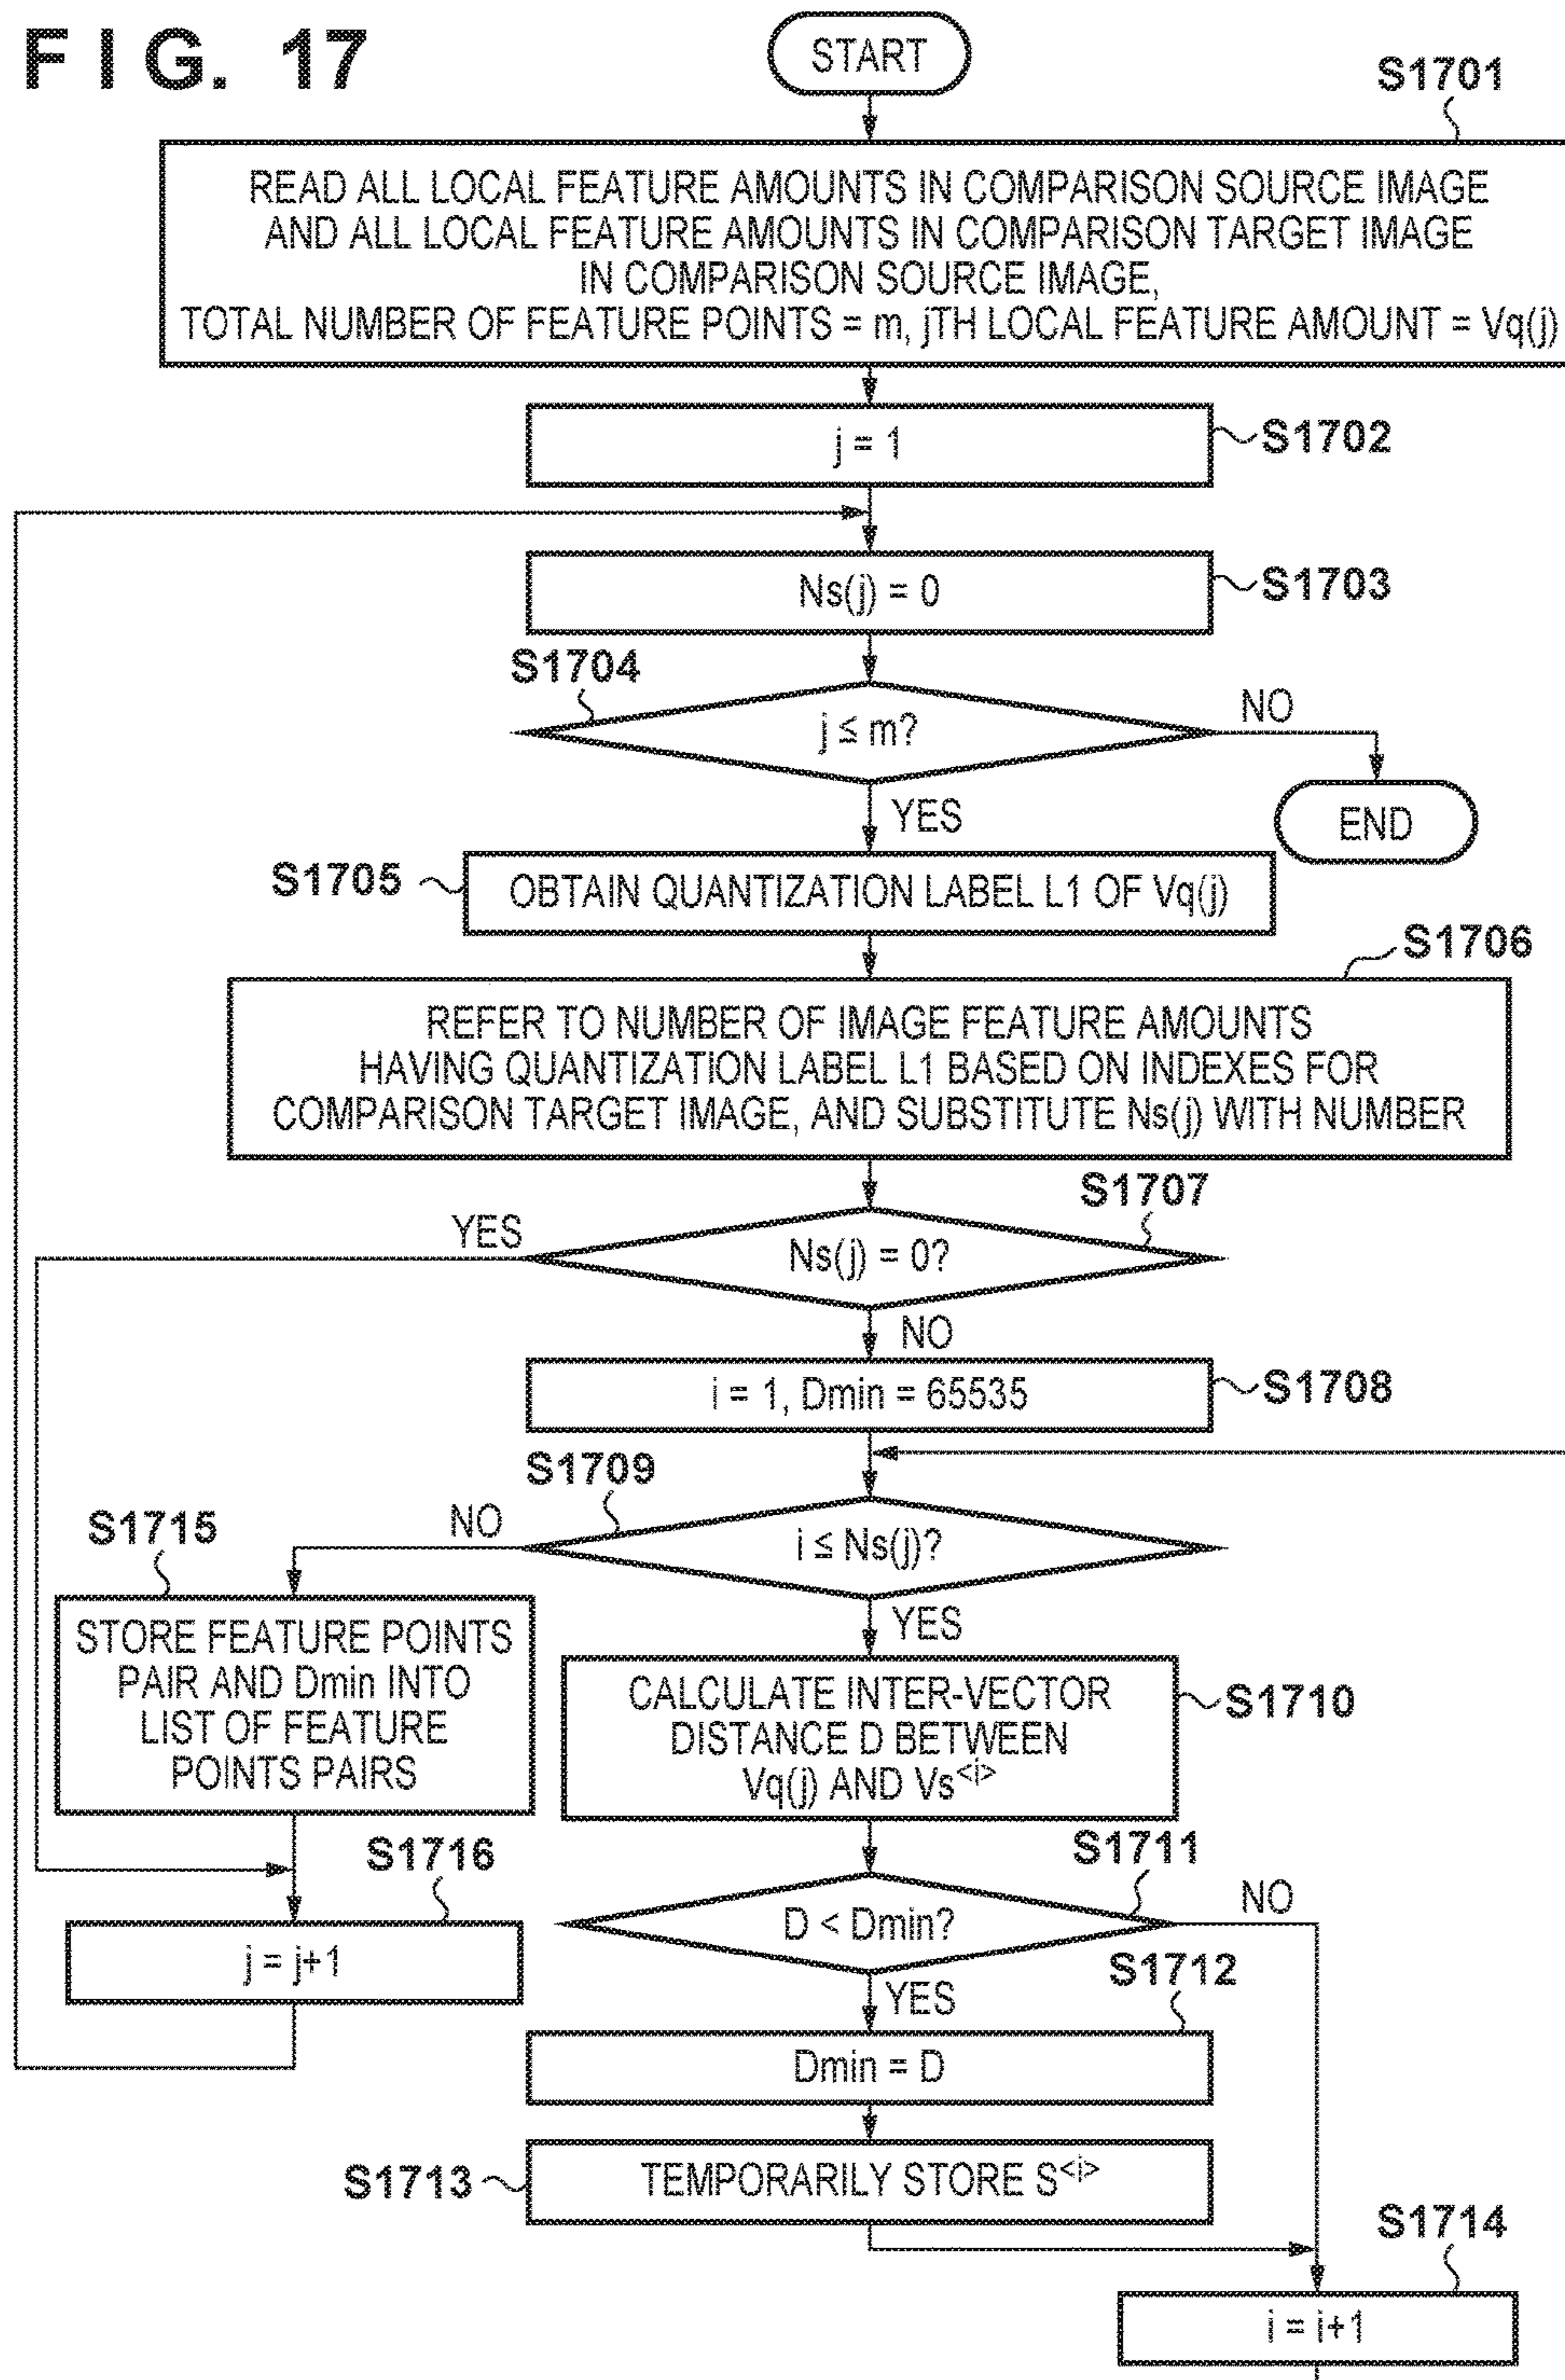 FIG. 17
START
S1701
READ ALL LOCAL FEATURE AMOUNTS IN COMPARISON SOURCE IMAGE
AND ALL LOCAL FEATURE AMOUNTS IN COMPARISON TARGET IMAGE
IN COMPARISON SOURCE IMAGE,
TOTAL NUMBER OF FEATURE POINTS = m, jTH LOCAL FEATURE AMOUNT = Vq(j)
j = 1
S1702
Ns(j) = 0
S1703
S1704
j ≤ m?
NO
YES
END
S1705
OBTAIN QUANTIZATION LABEL L1 OF Vq(j)
S1706
REFER TO NUMBER OF IMAGE FEATURE AMOUNTS
HAVING QUANTIZATION LABEL L1 BASED ON INDEXES FOR
COMPARISON TARGET IMAGE, AND SUBSTITUTE Ns(j) WITH NUMBER
S1707
YES
Ns(j) = 0?
NO
i = 1, Dmin = 65535
S1708
S1709
NO
i ≤ Ns(j)?
YES
S1715
STORE FEATURE POINTS
PAIR AND Dmin INTO
LIST OF FEATURE
POINTS PAIRS
CALCULATE INTER-VECTOR
DISTANCE D BETWEEN
Vq(j) AND Vs<i>
S1710
S1716
j = j+1
S1711
D < Dmin?
NO
YES
S1712
Dmin = D
S1713
TEMPORARILY STORE S<i>
S1714
i = i+1